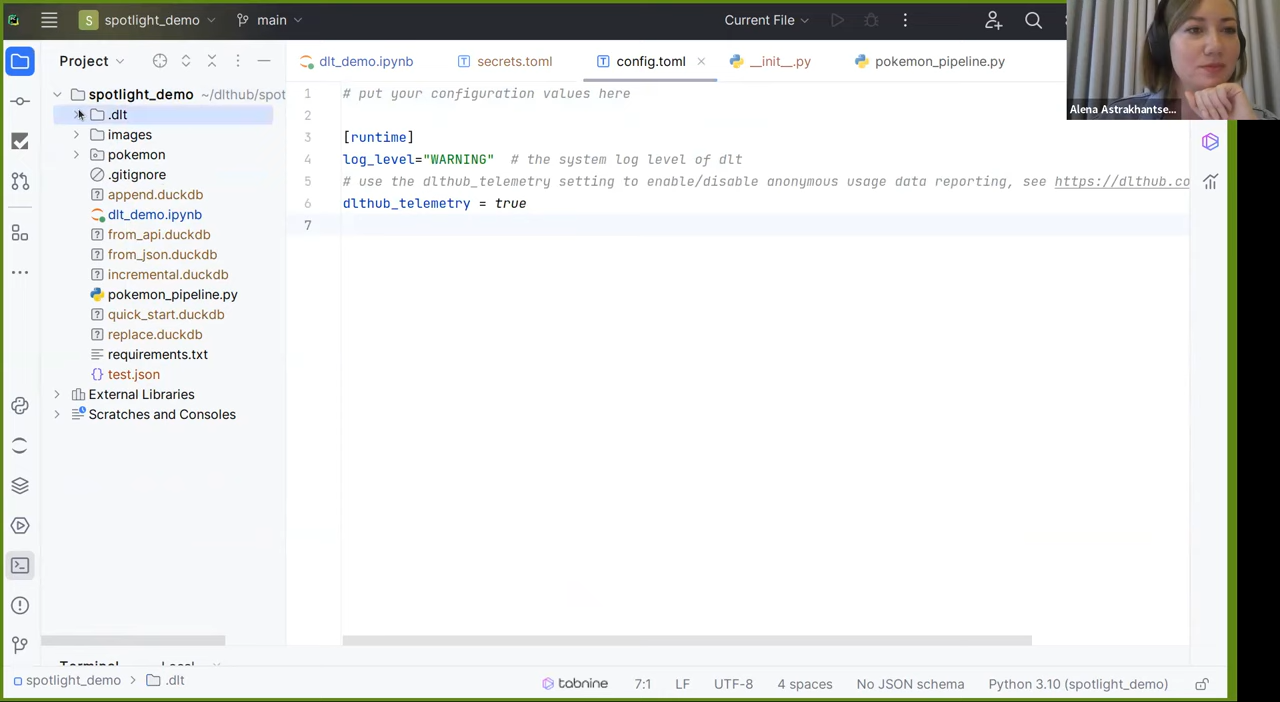 S spotlight_demo main Current File
Project
dlt_demo.ipynb secrets.toml config.toml __init__.py pokemon_pipeline.py
Alena Astrakhantse...
spotlight_demo ~/dlthub/spot
.dlt
images
pokemon
.gitignore
append.duckdb
dlt_demo.ipynb
from_api.duckdb
from_json.duckdb
incremental.duckdb
pokemon_pipeline.py
quick_start.duckdb
replace.duckdb
requirements.txt
test.json
External Libraries
Scratches and Consoles
1 # put your configuration values here
2
3 [runtime]
4 log_level="WARNING" # the system log level of dlt
5 # use the dlthub_telemetry setting to enable/disable anonymous usage data reporting, see https://dlthub.co
6 dlthub_telemetry = true
7
Terminal Local
spotlight_demo > .dlt tabnine 7:1 LF UTF-8 4 spaces No JSON schema Python 3.10 (spotlight_demo)